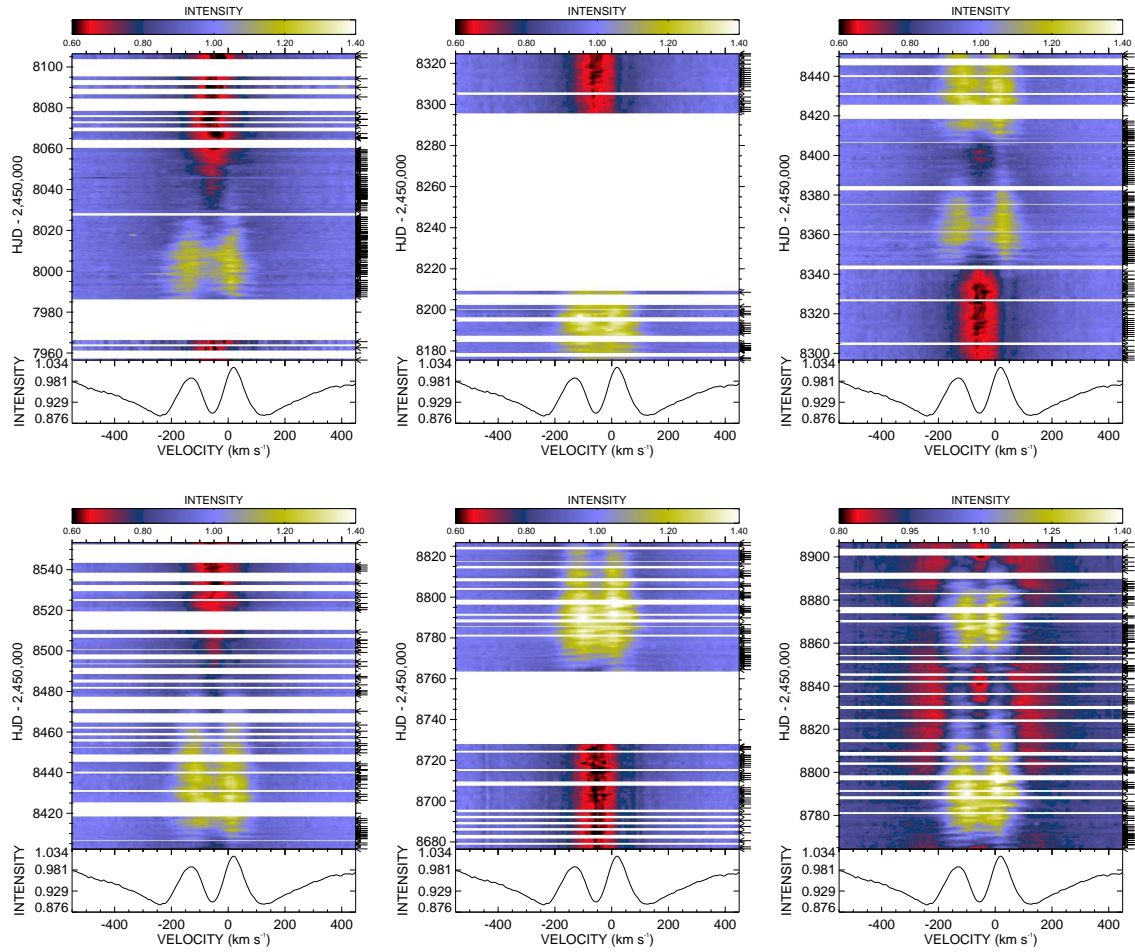 INTENSITY
0.60 0.80 1.00 1.20 1.40
HJD - 2,450,000
8100
8080
8060
8040
8020
8000
7980
7960
INTENSITY
1.034
0.981
0.929
0.876
-400 -200 0 200 400
VELOCITY (km s-1)
INTENSITY
0.60 0.80 1.00 1.20 1.40
HJD - 2,450,000
8320
8300
8280
8260
8240
8220
8200
8180
INTENSITY
1.034
0.981
0.929
0.876
-400 -200 0 200 400
VELOCITY (km s-1)
INTENSITY
0.60 0.80 1.00 1.20 1.40
HJD - 2,450,000
8440
8420
8400
8380
8360
8340
8320
8300
INTENSITY
1.034
0.981
0.929
0.876
-400 -200 0 200 400
VELOCITY (km s-1)
INTENSITY
0.60 0.80 1.00 1.20 1.40
HJD - 2,450,000
8540
8520
8500
8480
8460
8440
8420
INTENSITY
1.034
0.981
0.929
0.876
-400 -200 0 200 400
VELOCITY (km s-1)
INTENSITY
0.60 0.80 1.00 1.20 1.40
HJD - 2,450,000
8820
8800
8780
8760
8740
8720
8700
8680
INTENSITY
1.034
0.981
0.929
0.876
-400 -200 0 200 400
VELOCITY (km s-1)
INTENSITY
0.80 0.95 1.10 1.25 1.40
HJD - 2,450,000
8900
8880
8860
8840
8820
8800
8780
INTENSITY
1.034
0.981
0.929
0.876
-400 -200 0 200 400
VELOCITY (km s-1)